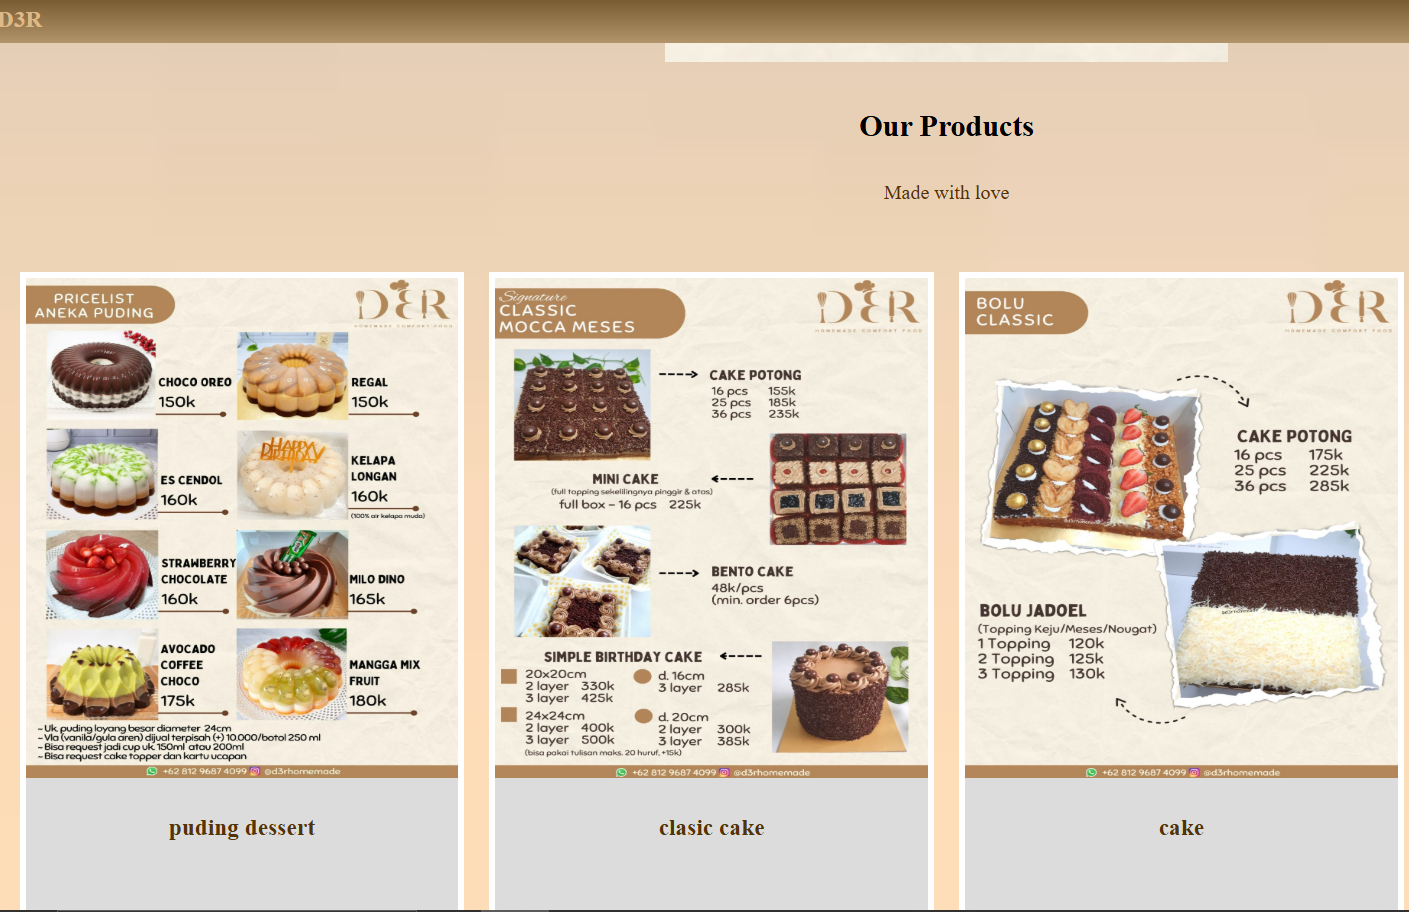 D3R
Our Products
Made with love
PRICELIST
ANEKA PUDING
D3R
HOMEMADE COMFORT FOOD
CHOCO OREO
150k
REGAL
150k
ES CENDOL
160k
KELAPA
LONGAN
160k
(100% air kelapa muda)
STRAWBERRY
CHOCOLATE
160k
MILO DINO
165k
AVOCADO
COFFEE
CHOCO
175k
MANGGA MIX
FRUIT
180k
~ Uk. puding loyang besar diameter 24cm
~ Vla (vanila/gula aren) dijual terpisah (+) 10.000/botol 250 ml
~ Bisa request jadi cup uk. 150ml atau 200ml
~ Bisa request cake topper dan kartu ucapan
+62 812 9687 4099 @d3rhomemade
puding dessert
Signature
CLASSIC
MOCCA MESES
D3R
HOMEMADE COMFORT FOOD
CAKE POTONG
16 pcs 155k
25 pcs 185k
36 pcs 235k
MINI CAKE
(full topping sekelilingnya pinggir & atas)
full box - 16 pcs 225k
BENTO CAKE
48k/pcs
(min. order 6pcs)
SIMPLE BIRTHDAY CAKE
20x20cm
2 layer 330k
3 layer 425k
d. 16cm
3 layer 285k
24x24cm
2 layer 400k
3 layer 500k
d. 20cm
2 layer 300k
3 layer 385k
(bisa pakai tulisan maks. 20 huruf, +15k)
+62 812 9687 4099 @d3rhomemade
clasic cake
BOLU
CLASSIC
D3R
HOMEMADE COMFORT FOOD
CAKE POTONG
16 pcs 175k
25 pcs 225k
36 pcs 285k
BOLU JADOEL
(Topping Keju/Meses/Nougat)
1 Topping 120k
2 Topping 125k
3 Topping 130k
+62 812 9687 4099 @d3rhomemade
cake